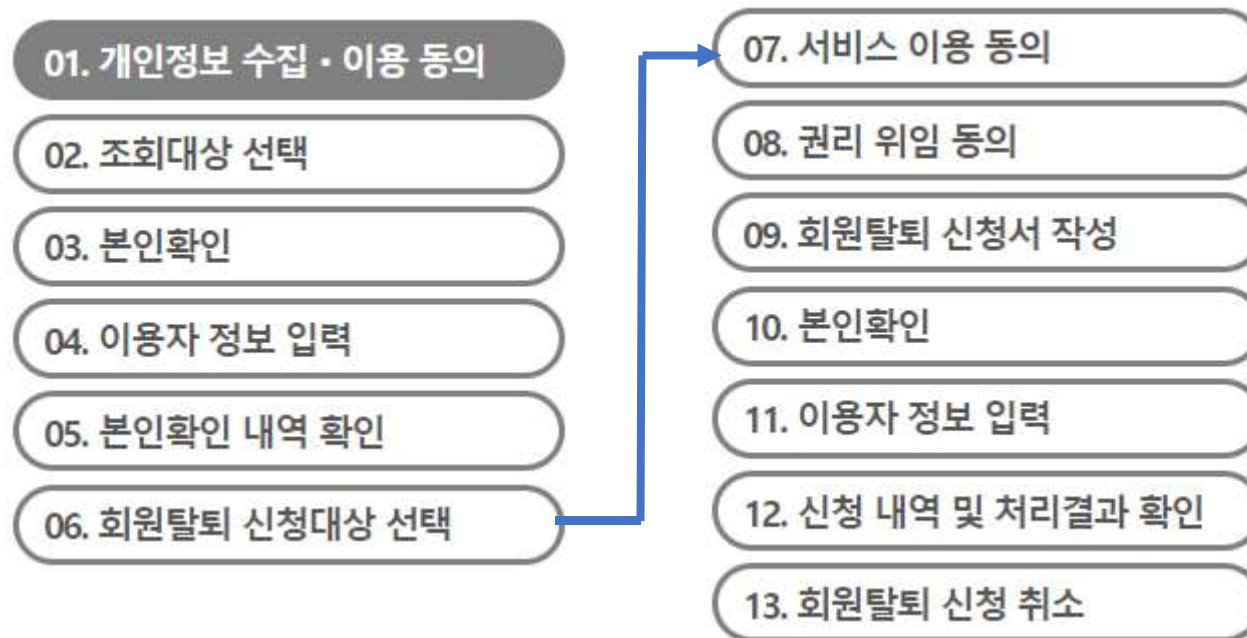 01. 개인정보 수집・이용 동의
02. 조회대상 선택
03. 본인확인
04. 이용자 정보 입력
05. 본인확인 내역 확인
06. 회원탈퇴 신청대상 선택
07. 서비스 이용 동의
08. 권리 위임 동의
09. 회원탈퇴 신청서 작성
10. 본인확인
11. 이용자 정보 입력
12. 신청 내역 및 처리결과 확인
13. 회원탈퇴 신청 취소